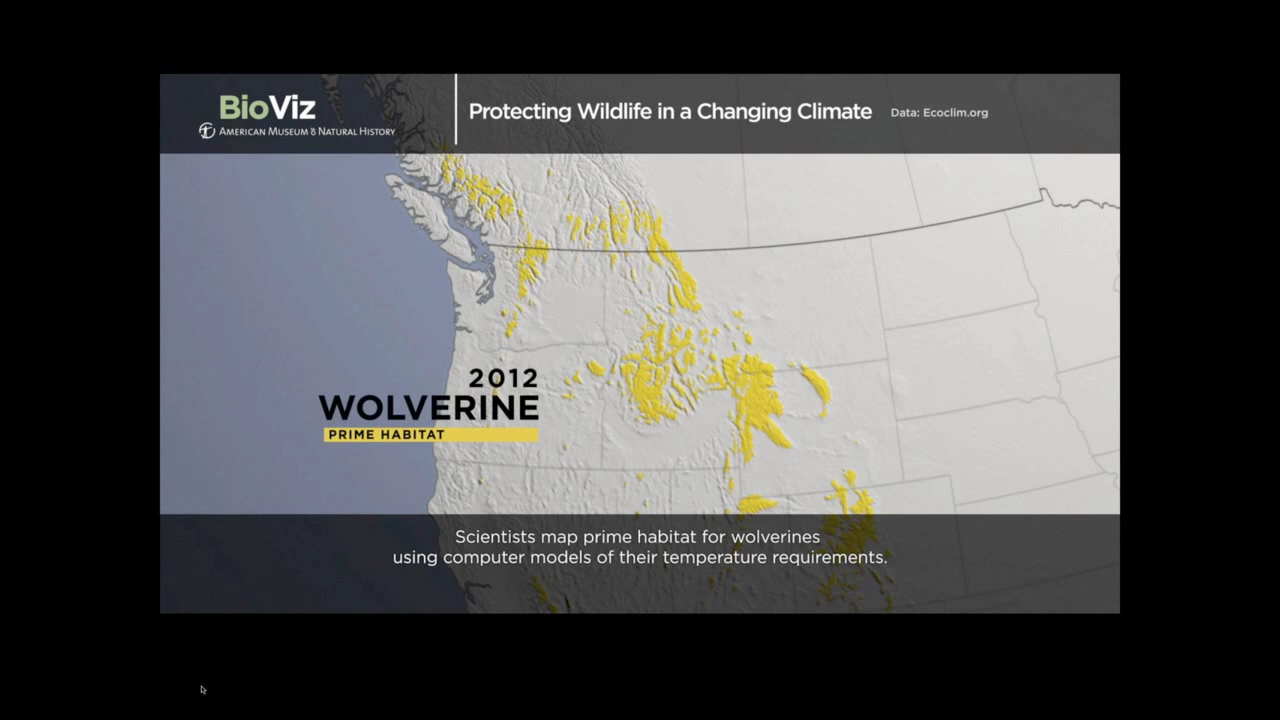 BioViz
AMERICAN MUSEUM & NATURAL HISTORY
Protecting Wildlife in a Changing Climate
Data: Ecoclim.org
2012
WOLVERINE
PRIME HABITAT
Scientists map prime habitat for wolverines
using computer models of their temperature requirements.